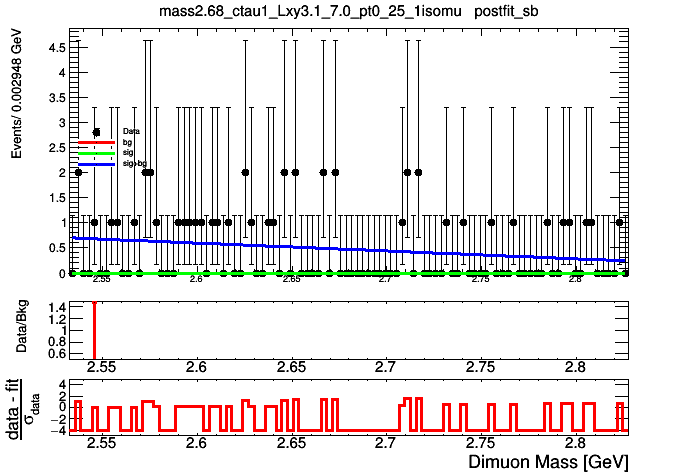 mass2.68_ctau1_Lxy3.1_7.0_pt0_25_1isomu postfit_sb
Events/ 0.002948 GeV
4.5
4
3.5
3
2.5
2
1.5
1
0.5
0
Data
bg
sig
sig+bg
2.55 2.6 2.65 2.7 2.75 2.8
Data/Bkg
1.4
1.2
1
0.8
0.6
2.55 2.6 2.65 2.7 2.75 2.8
data - fit
σdata
4
2
0
−2
−4
2.55 2.6 2.65 2.7 2.75 2.8
Dimuon Mass [GeV]